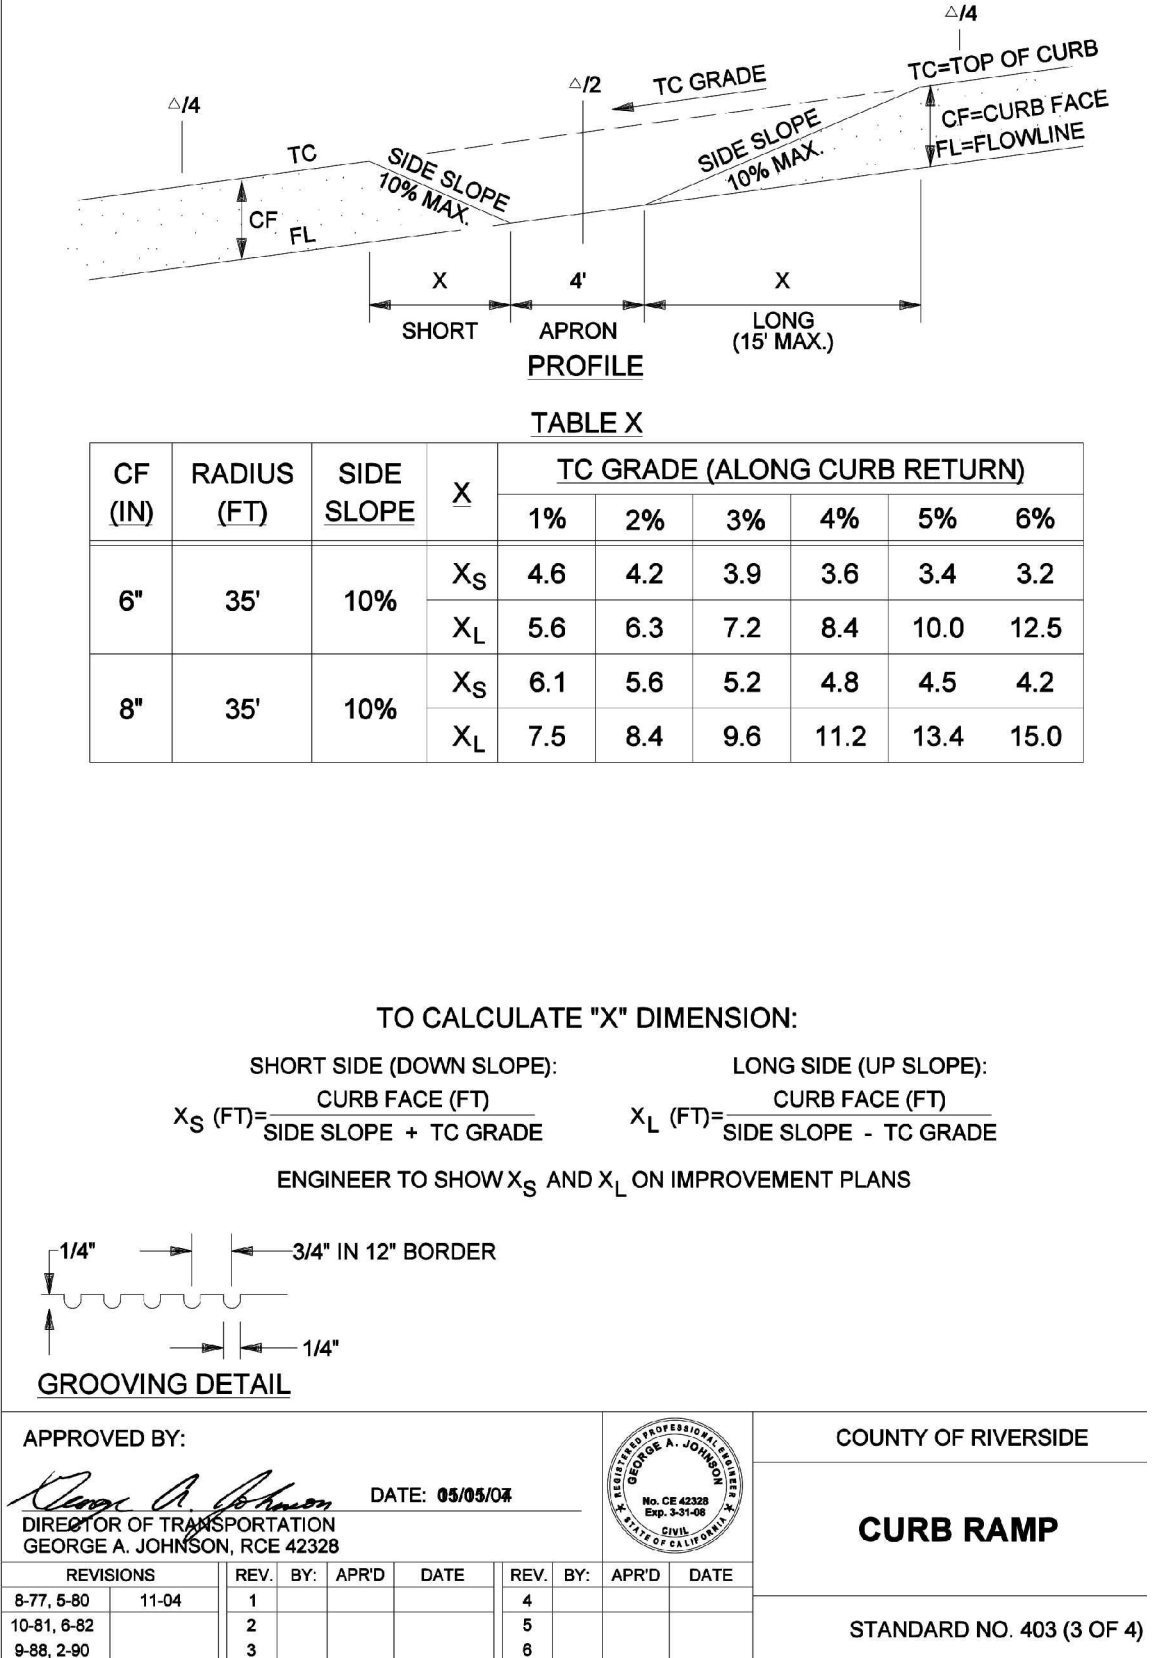 △/4
TC=TOP OF CURB
△/2
TC GRADE
△/4
CF=CURB FACE
SIDE SLOPE
10% MAX.
FL=FLOWLINE
TC
SIDE SLOPE
10% MAX.
CF
FL
X
4'
X
SHORT
APRON
LONG
(15' MAX.)
PROFILE
TABLE X
CF (IN) RADIUS (FT) SIDE SLOPE X TC GRADE (ALONG CURB RETURN)
1% 2% 3% 4% 5% 6%
6" 35' 10%
XS 4.6 4.2 3.9 3.6 3.4 3.2
XL 5.6 6.3 7.2 8.4 10.0 12.5
8" 35' 10%
XS 6.1 5.6 5.2 4.8 4.5 4.2
XL 7.5 8.4 9.6 11.2 13.4 15.0
TO CALCULATE "X" DIMENSION:
SHORT SIDE (DOWN SLOPE):
XS (FT)= CURB FACE (FT)
SIDE SLOPE + TC GRADE
LONG SIDE (UP SLOPE):
XL (FT)= CURB FACE (FT)
SIDE SLOPE - TC GRADE
ENGINEER TO SHOW XS AND XL ON IMPROVEMENT PLANS
1/4"
3/4" IN 12" BORDER
1/4"
GROOVING DETAIL
APPROVED BY:
George A. Johnson
DATE:
DIRECTOR OF TRANSPORTATION
GEORGE A. JOHNSON, RCE 42328
REGISTERED PROFESSIONAL ENGINEER
GEORGE A. JOHNSON
No. CE 42328
Exp. 3-31-08
CIVIL
STATE OF CALIFORNIA
COUNTY OF RIVERSIDE
CURB RAMP
STANDARD NO. 403 (3 OF 4)
REVISIONS REV. BY: APR'D DATE REV. BY: APR'D DATE
8-77, 5-80 11-04 1 4
10-81, 6-82 2 5
9-88, 2-90 3 6